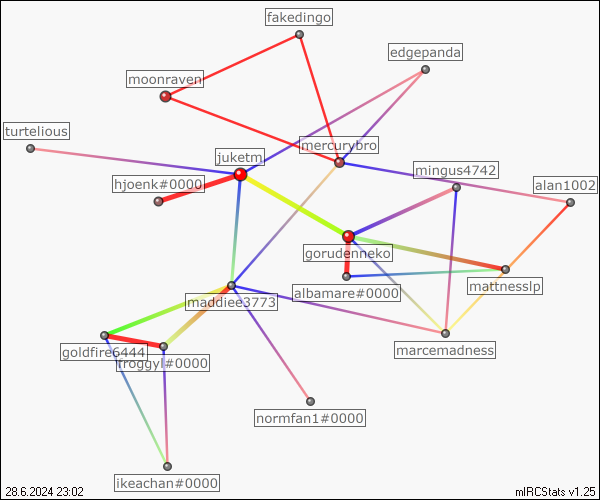 fakedingo
edgepanda
moonraven
turtelious
mercurybro
juketm
mingus4742
hjoenk#0000
alan1002
gorudenneko
mattnesslp
albamare#0000
maddiee3773
goldfire6444
marcemadness
froggyl#0000
normfan1#0000
ikeachan#0000
28.6.2024 23:02
mIRCStats v1.25